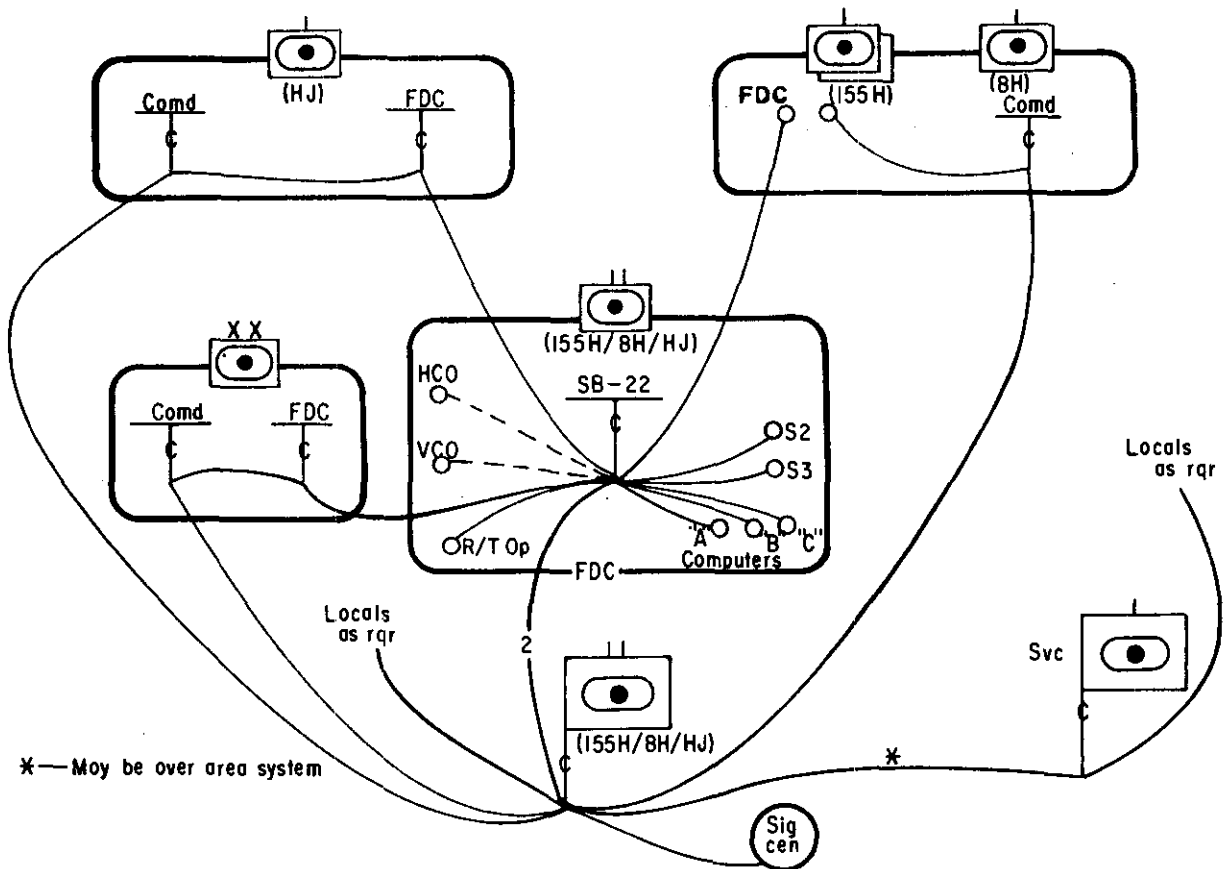 (HJ)
Comd
FDC
(155H)
(8H)
FDC
Comd
C
C
C
XX
Comd
FDC
C
C
(155H/8H/HJ)
SB-22
C
HCO
VCO
R/T Op
S2
S3
"A"
"B"
"C"
Computers
FDC
Locals
as rqr
Locals
as rqr
2
Svc
C
(155H/8H/HJ)
C
*
*—Moy be over area system
Sig
cen